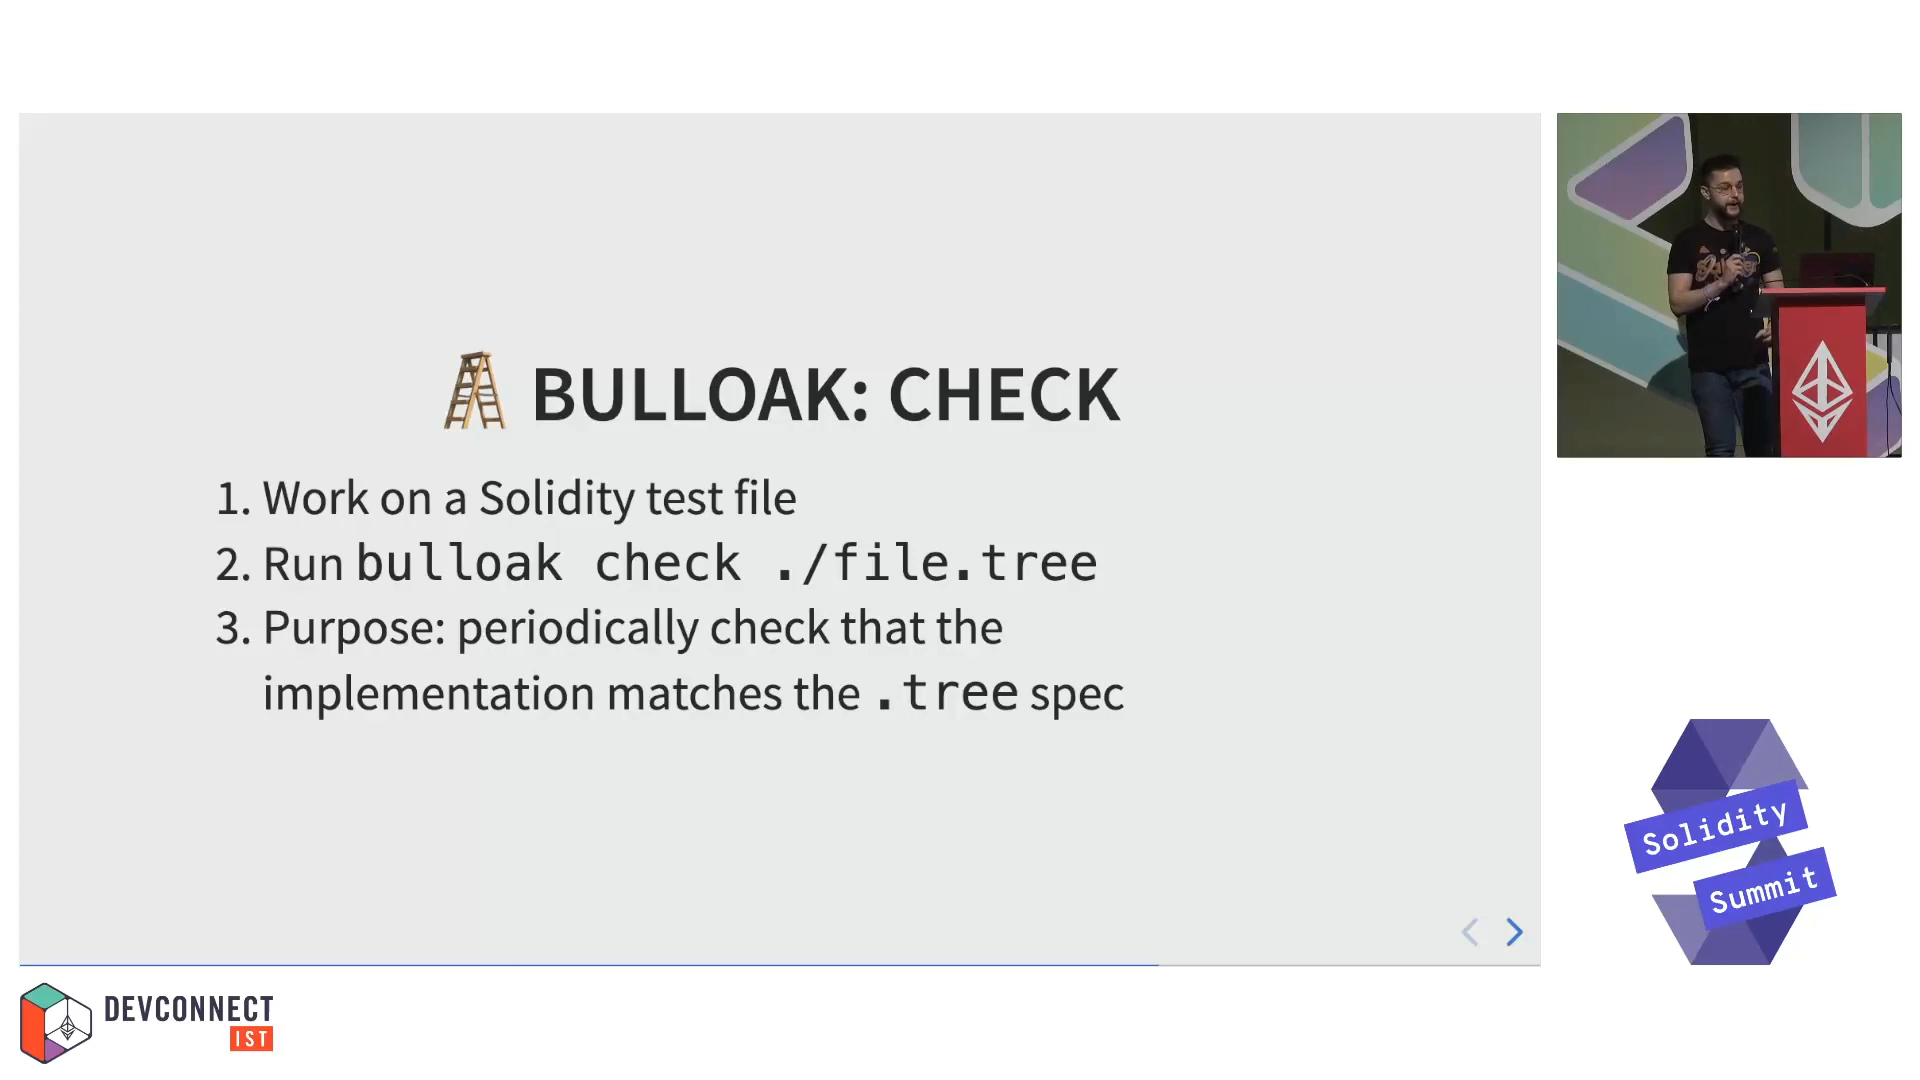 BULLOAK: CHECK
1. Work on a Solidity test file
2. Run bulloak check ./file.tree
3. Purpose: periodically check that the
implementation matches the .tree spec
Solidity
Summit
DEVCONNECT
IST